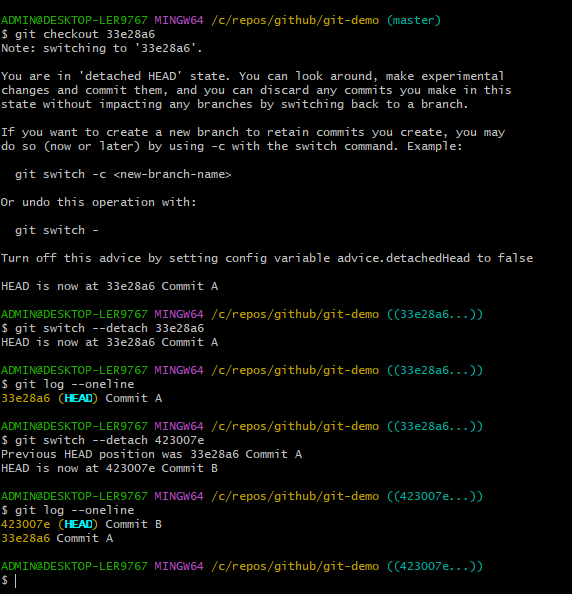 ADMIN@DESKTOP-LER9767 MINGW64 /c/repos/github/git-demo (master)
$ git checkout 33e28a6
Note: switching to '33e28a6'.
You are in 'detached HEAD' state. You can look around, make experimental
changes and commit them, and you can discard any commits you make in this
state without impacting any branches by switching back to a branch.
If you want to create a new branch to retain commits you create, you may
do so (now or later) by using -c with the switch command. Example:
git switch -c <new-branch-name>
Or undo this operation with:
git switch -
Turn off this advice by setting config variable advice.detachedHead to false
HEAD is now at 33e28a6 Commit A
ADMIN@DESKTOP-LER9767 MINGW64 /c/repos/github/git-demo ((33e28a6...))
$ git switch --detach 33e28a6
HEAD is now at 33e28a6 Commit A
ADMIN@DESKTOP-LER9767 MINGW64 /c/repos/github/git-demo ((33e28a6...))
$ git log --oneline
33e28a6 (HEAD) Commit A
ADMIN@DESKTOP-LER9767 MINGW64 /c/repos/github/git-demo ((33e28a6...))
$ git switch --detach 423007e
Previous HEAD position was 33e28a6 Commit A
HEAD is now at 423007e Commit B
ADMIN@DESKTOP-LER9767 MINGW64 /c/repos/github/git-demo ((423007e...))
$ git log --oneline
423007e (HEAD) Commit B
33e28a6 Commit A
ADMIN@DESKTOP-LER9767 MINGW64 /c/repos/github/git-demo ((423007e...))
$